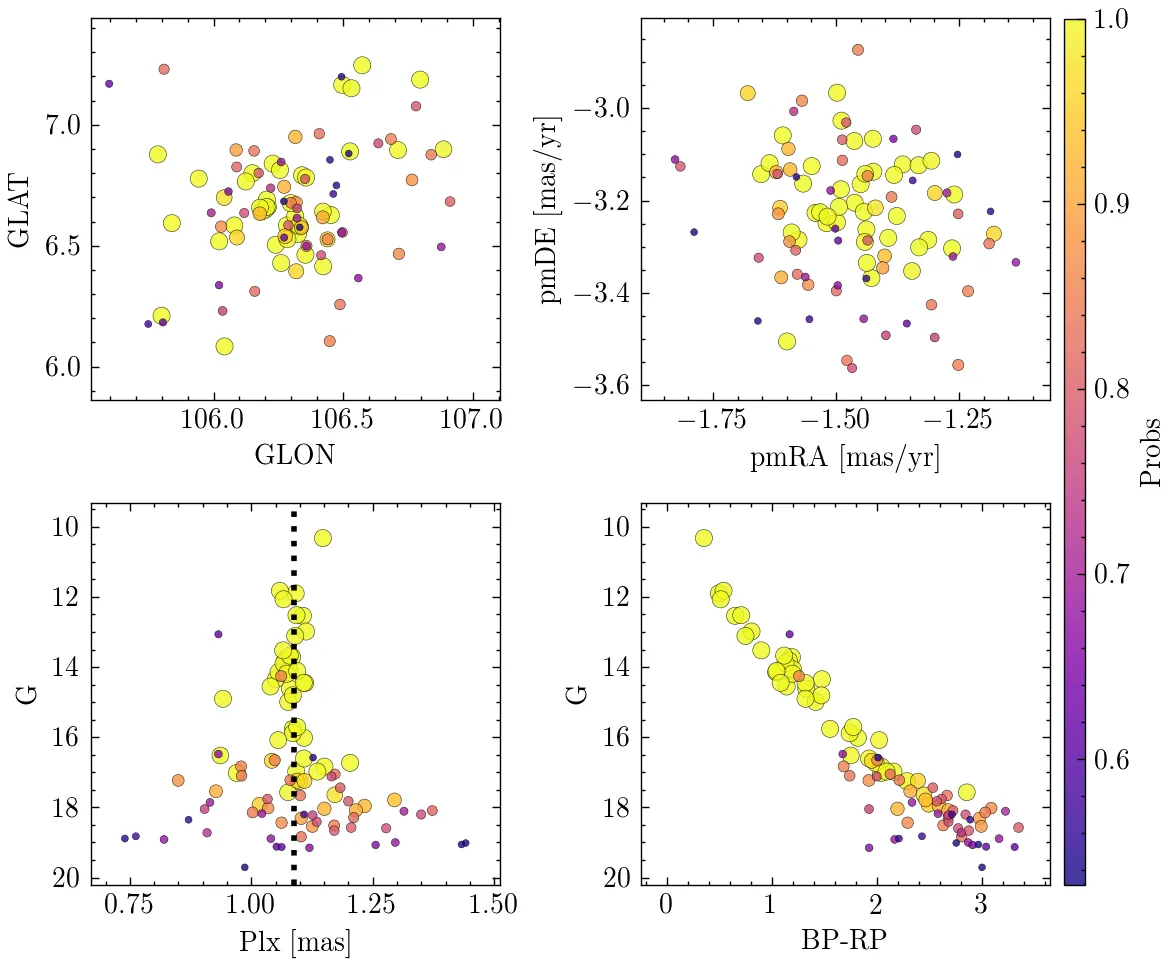 7.0
6.5
6.0
GLAT
106.0 106.5 107.0
GLON
−3.0
−3.2
−3.4
−3.6
pmDE [mas/yr]
−1.75 −1.50 −1.25
pmRA [mas/yr]
10
12
14
16
18
20
G
0.75 1.00 1.25 1.50
Plx [mas]
10
12
14
16
18
20
G
0 1 2 3
BP-RP
1.0
0.9
0.8
0.7
0.6
Probs